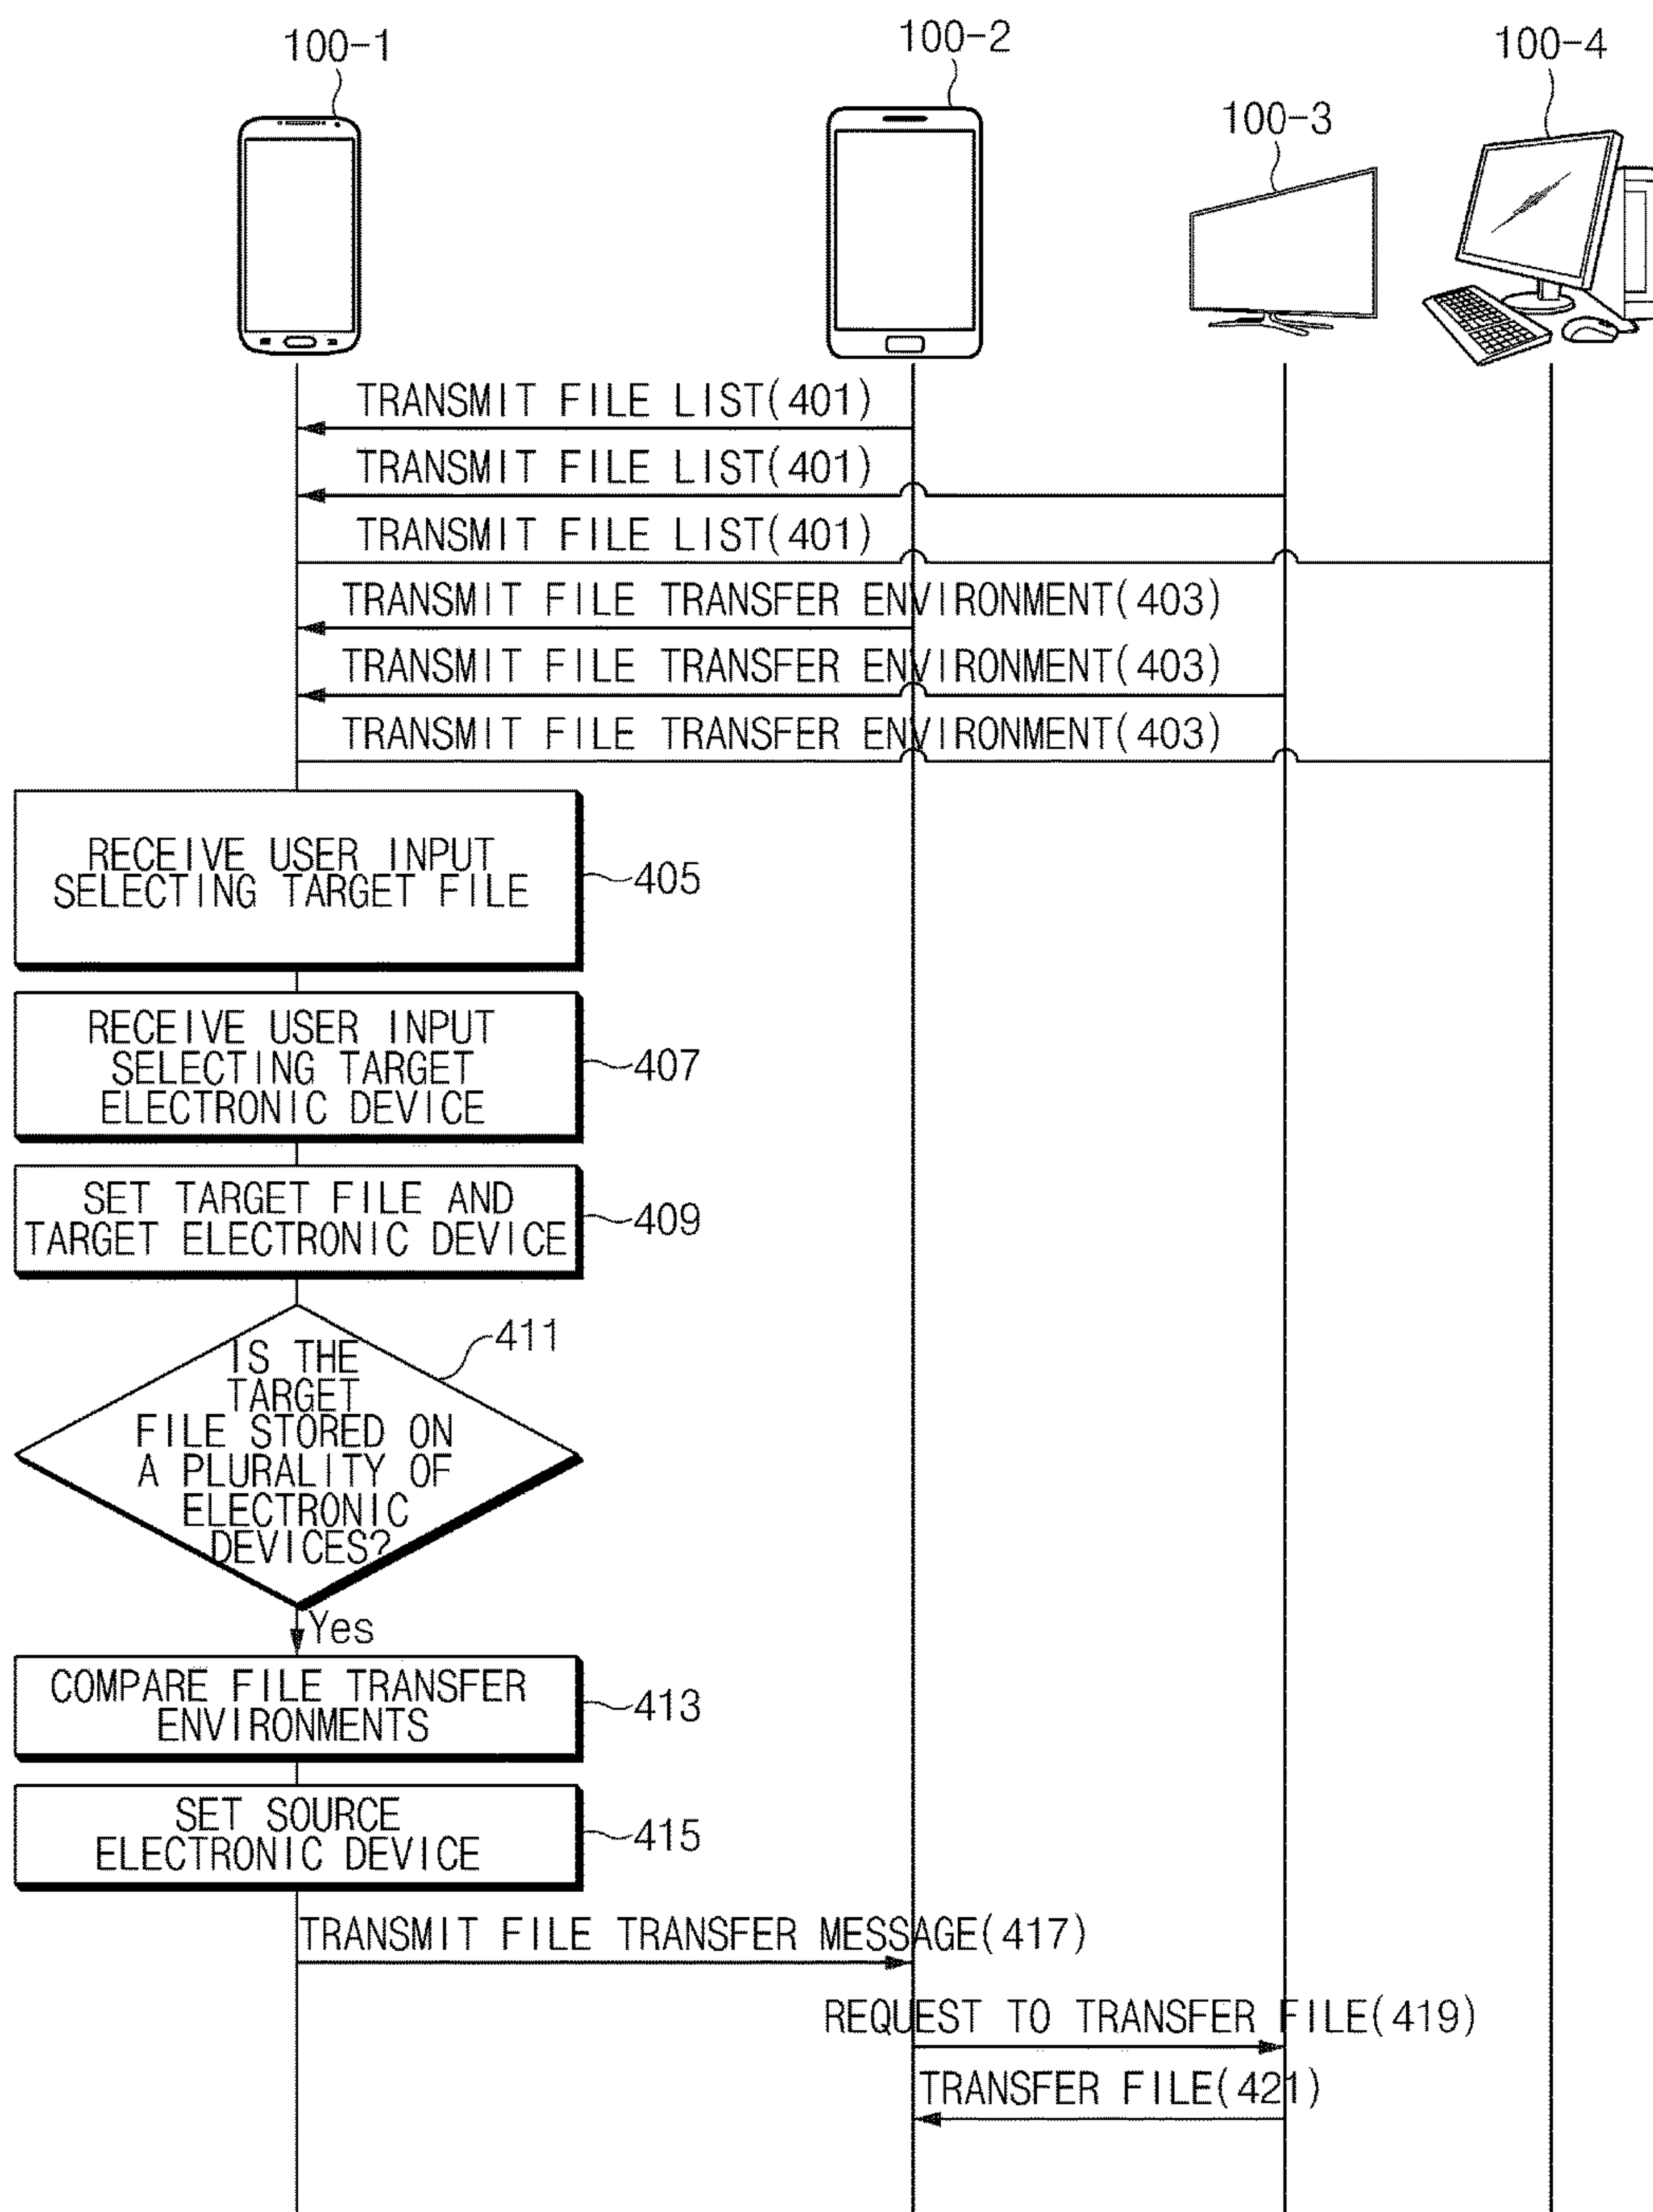 100-1
100-2
100-3
100-4
TRANSMIT FILE LIST(401)
TRANSMIT FILE LIST(401)
TRANSMIT FILE LIST(401)
TRANSMIT FILE TRANSFER ENVIRONMENT(403)
TRANSMIT FILE TRANSFER ENVIRONMENT(403)
TRANSMIT FILE TRANSFER ENVIRONMENT(403)
RECEIVE USER INPUT
SELECTING TARGET FILE
405
RECEIVE USER INPUT
SELECTING TARGET
ELECTRONIC DEVICE
407
SET TARGET FILE AND
TARGET ELECTRONIC DEVICE
409
IS THE
TARGET
FILE STORED ON
A PLURALITY OF
ELECTRONIC
DEVICES?
411
Yes
COMPARE FILE TRANSFER
ENVIRONMENTS
413
SET SOURCE
ELECTRONIC DEVICE
415
TRANSMIT FILE TRANSFER MESSAGE(417)
REQUEST TO TRANSFER FILE(419)
TRANSFER FILE(421)